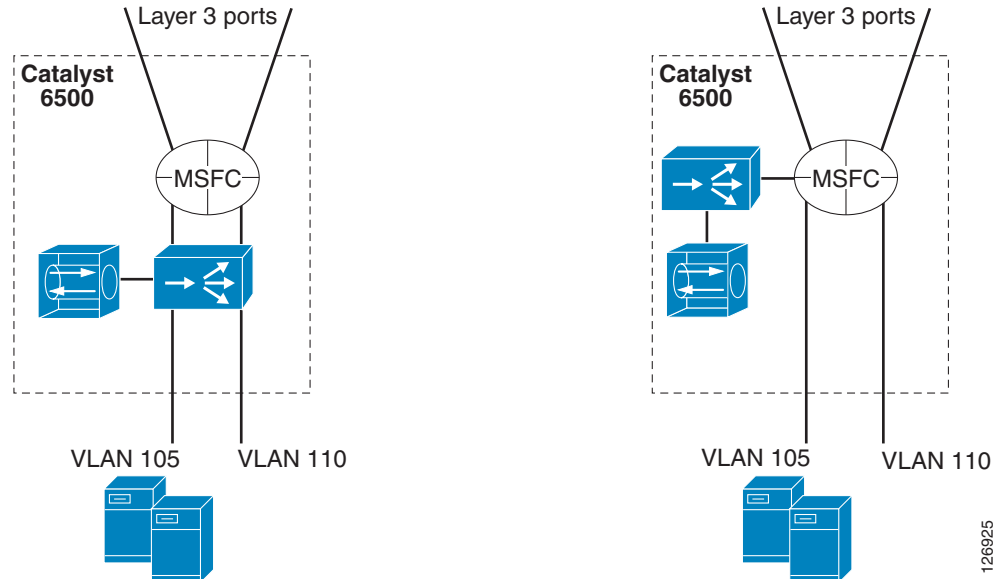 Layer 3 ports
Catalyst
6500
MSFC
VLAN 105
VLAN 110
Layer 3 ports
Catalyst
6500
MSFC
VLAN 105
VLAN 110
126925